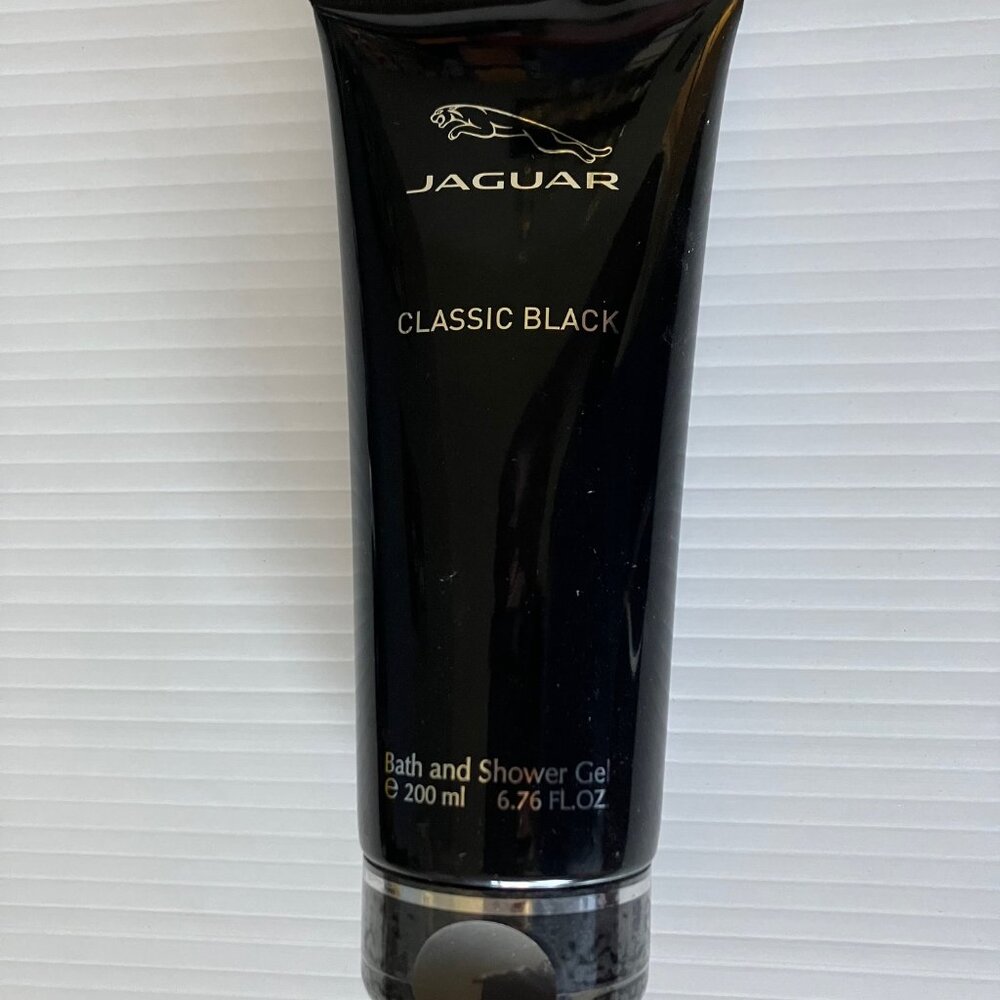 JAGUAR
CLASSIC BLACK
Bath and Shower Gel
℮ 200 ml 6.76 FL.OZ.